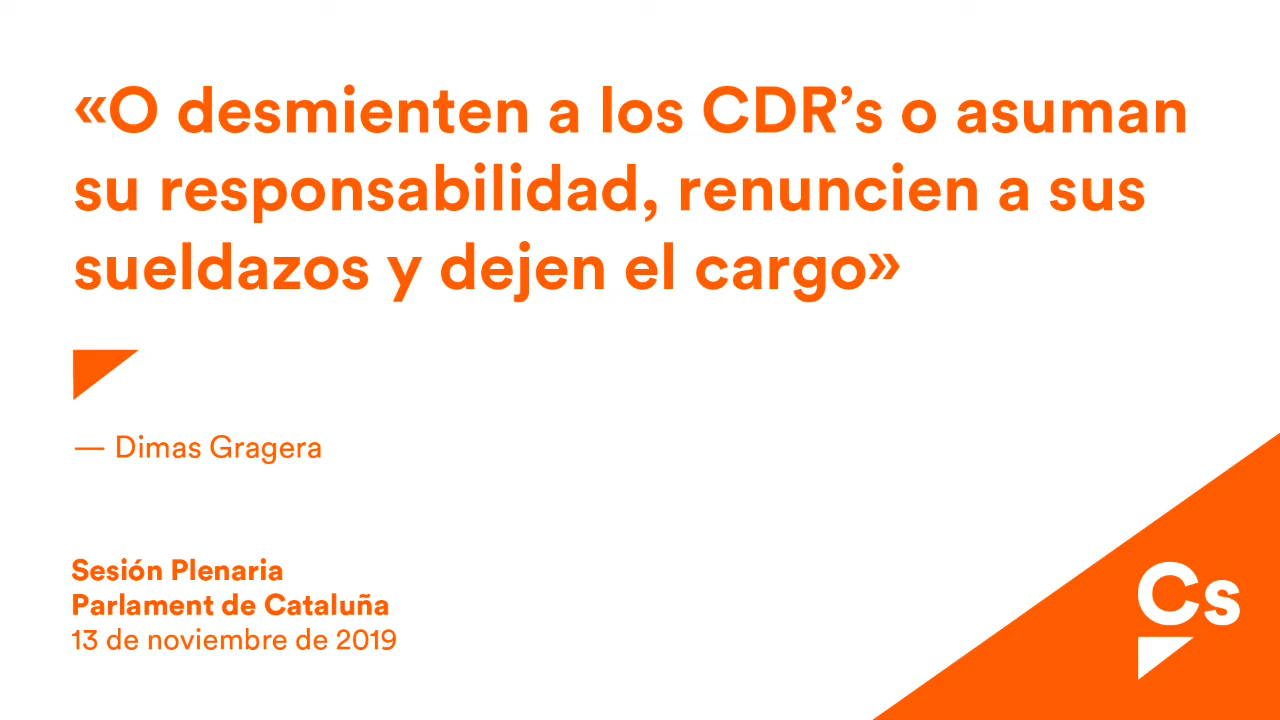 «O desmienten a los CDR’s o asuman
su responsabilidad, renuncien a sus
sueldazos y dejen el cargo»
— Dimas Gragera
Sesión Plenaria
Parlament de Cataluña
13 de noviembre de 2019
Cs